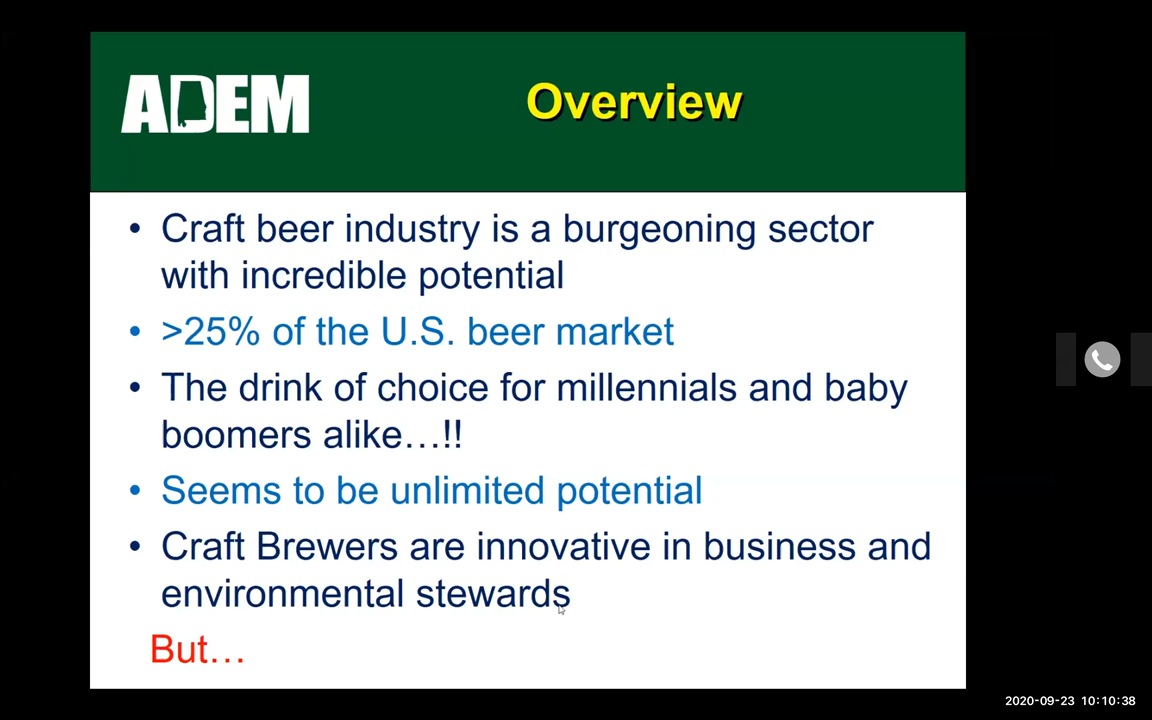 ADEM
Overview
• Craft beer industry is a burgeoning sector
with incredible potential
• >25% of the U.S. beer market
• The drink of choice for millennials and baby
boomers alike…!!
• Seems to be unlimited potential
• Craft Brewers are innovative in business and
environmental stewards
But…
2020-09-23 10:10:38